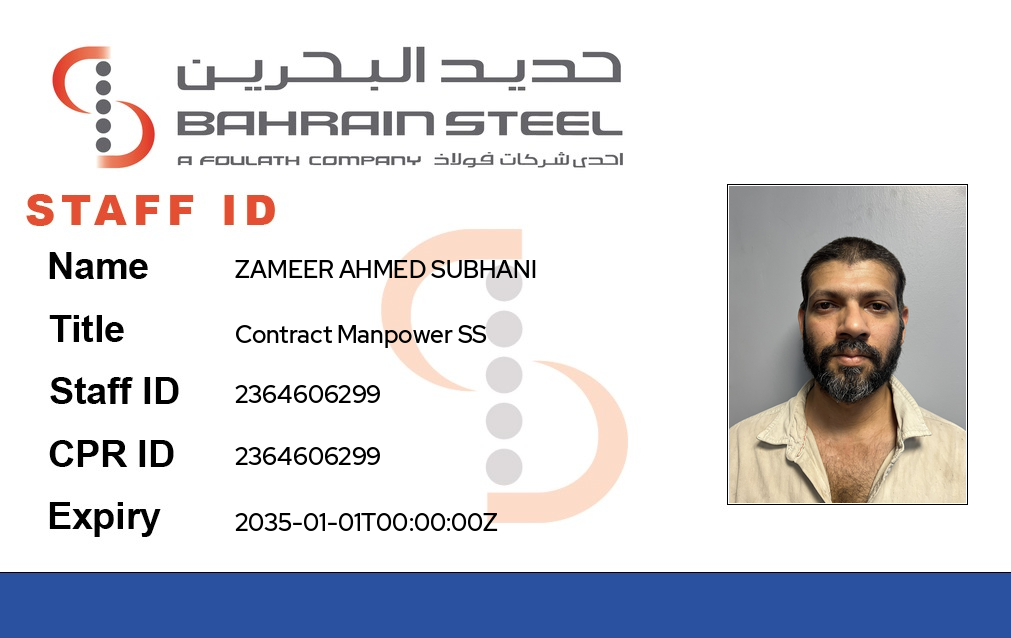 حديد البحرين
BAHRAIN STEEL
A FOULATH COMPANY احدى شركات فولاذ
STAFF ID
Name ZAMEER AHMED SUBHANI
Title Contract Manpower SS
Staff ID 2364606299
CPR ID 2364606299
Expiry 2035-01-01T00:00:00Z